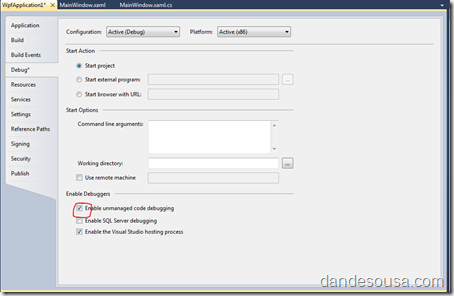 WpfApplication1* MainWindow.xaml MainWindow.xaml.cs
Application
Build
Build Events
Debug*
Resources
Services
Settings
Reference Paths
Signing
Security
Publish
Configuration: Active (Debug) Platform: Active (x86)
Start Action
Start project
Start external program: ...
Start browser with URL:
Start Options
Command line arguments:
Working directory: ...
Use remote machine
Enable Debuggers
Enable unmanaged code debugging
Enable SQL Server debugging
Enable the Visual Studio hosting process
dandesousa.com